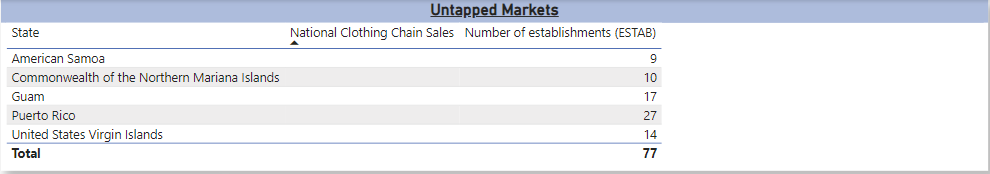 Untapped Markets
State National Clothing Chain Sales Number of establishments (ESTAB)
American Samoa 9
Commonwealth of the Northern Mariana Islands 10
Guam 17
Puerto Rico 27
United States Virgin Islands 14
Total 77